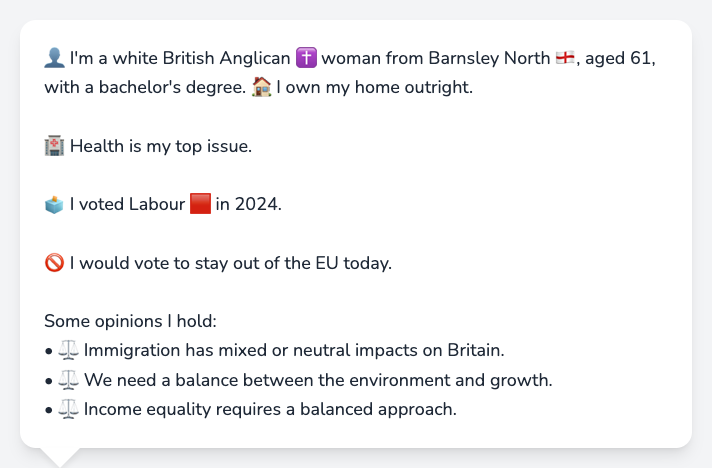 👤 I'm a white British Anglican ✝️ woman from Barnsley North 🏴󠁧󠁢󠁥󠁮󠁧󠁿, aged 61,
with a bachelor's degree. 🏠 I own my home outright.
🏥 Health is my top issue.
🗳️ I voted Labour 🟥 in 2024.
🚫 I would vote to stay out of the EU today.
Some opinions I hold:
• ⚖️ Immigration has mixed or neutral impacts on Britain.
• ⚖️ We need a balance between the environment and growth.
• ⚖️ Income equality requires a balanced approach.